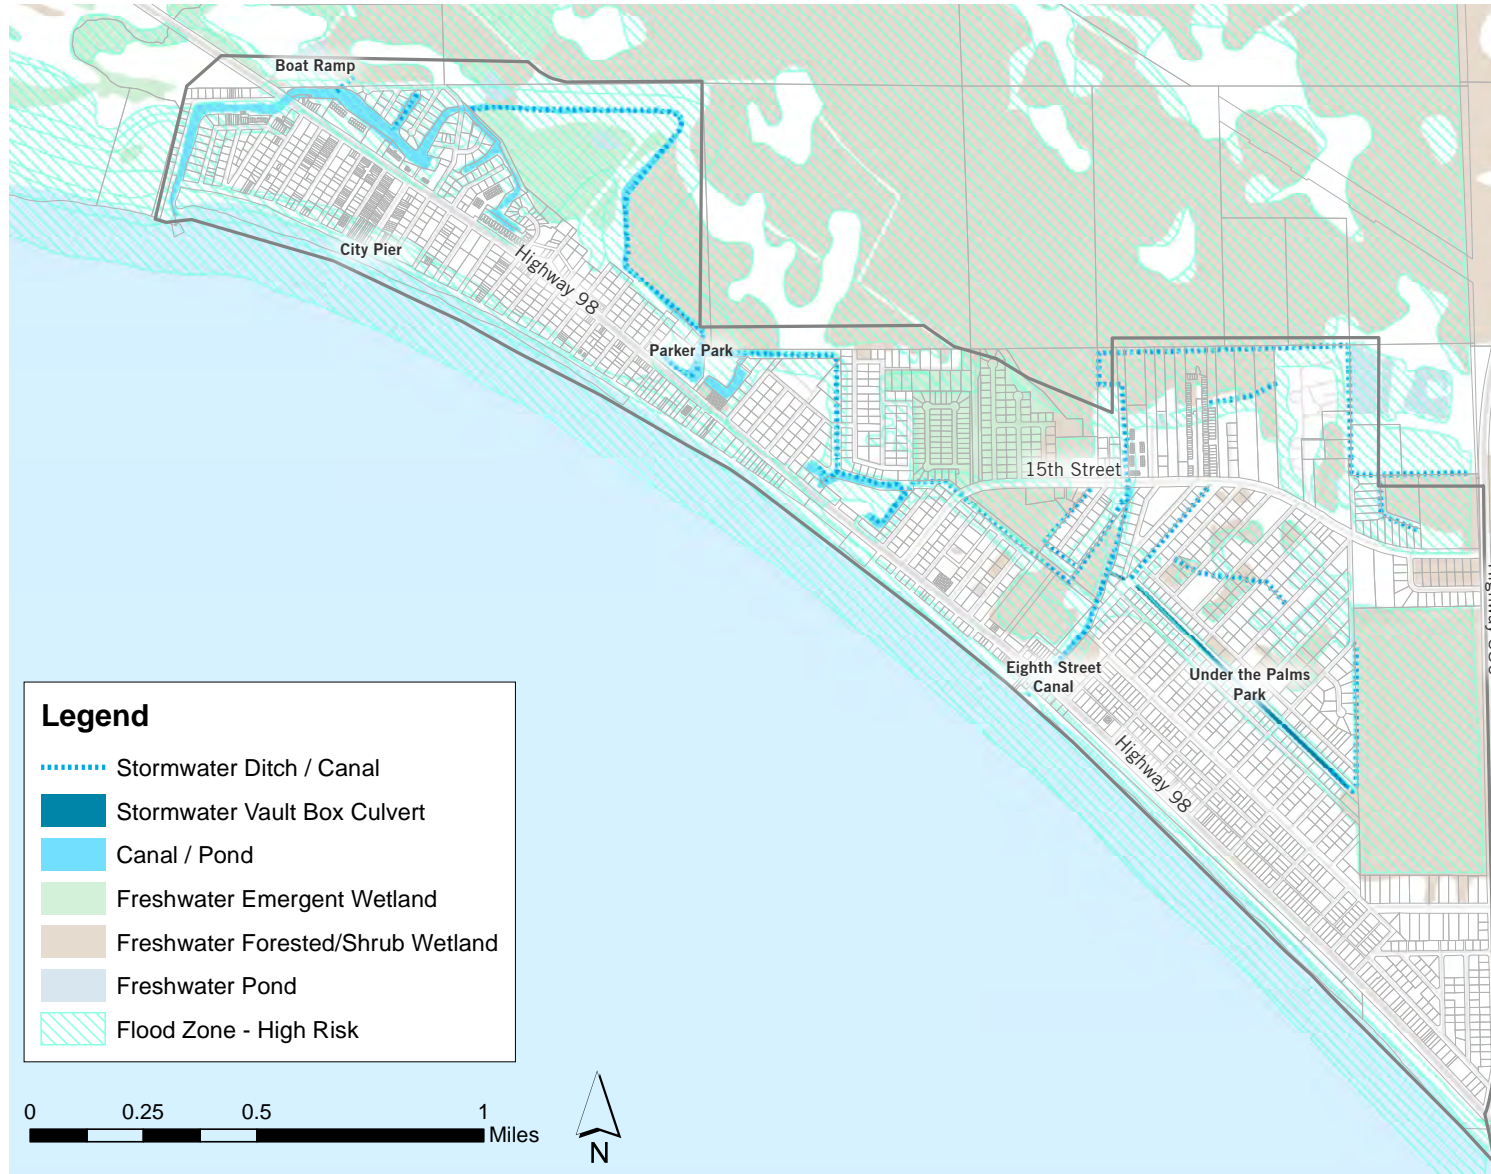 Boat Ramp
City Pier
Highway 98
Parker Park
15th Street
Eighth Street
Canal
Under the Palms
Park
Highway 98
Legend
Stormwater Ditch / Canal
Stormwater Vault Box Culvert
Canal / Pond
Freshwater Emergent Wetland
Freshwater Forested/Shrub Wetland
Freshwater Pond
Flood Zone - High Risk
0 0.25 0.5 1
Miles
N